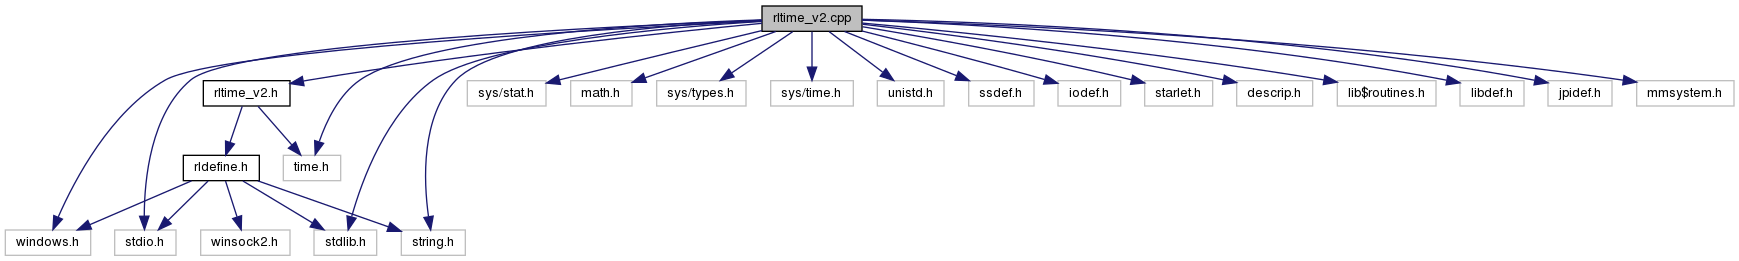 rltime_v2.cpp
rltime_v2.h
sys/stat.h
math.h
sys/types.h
sys/time.h
unistd.h
ssdef.h
iodef.h
starlet.h
descrip.h
lib$routines.h
libdef.h
jpidef.h
mmsystem.h
rldefine.h
time.h
windows.h
stdio.h
winsock2.h
stdlib.h
string.h